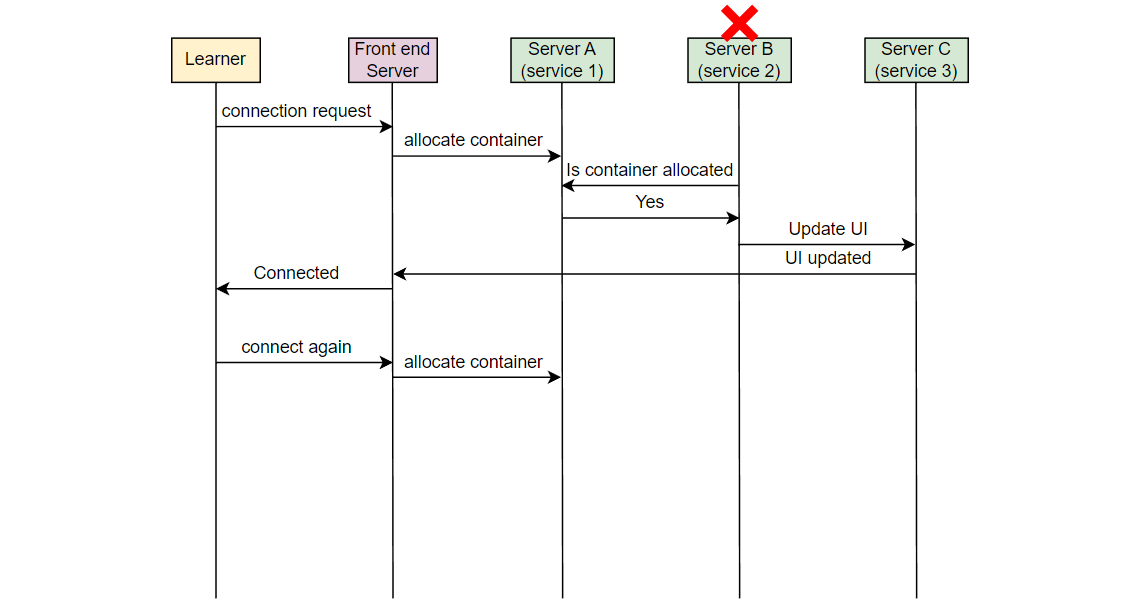 Learner
Front end
Server
Server A
(service 1)
Server B
(service 2)
Server C
(service 3)
connection request
allocate container
Is container allocated
Yes
Update UI
UI updated
Connected
connect again
allocate container